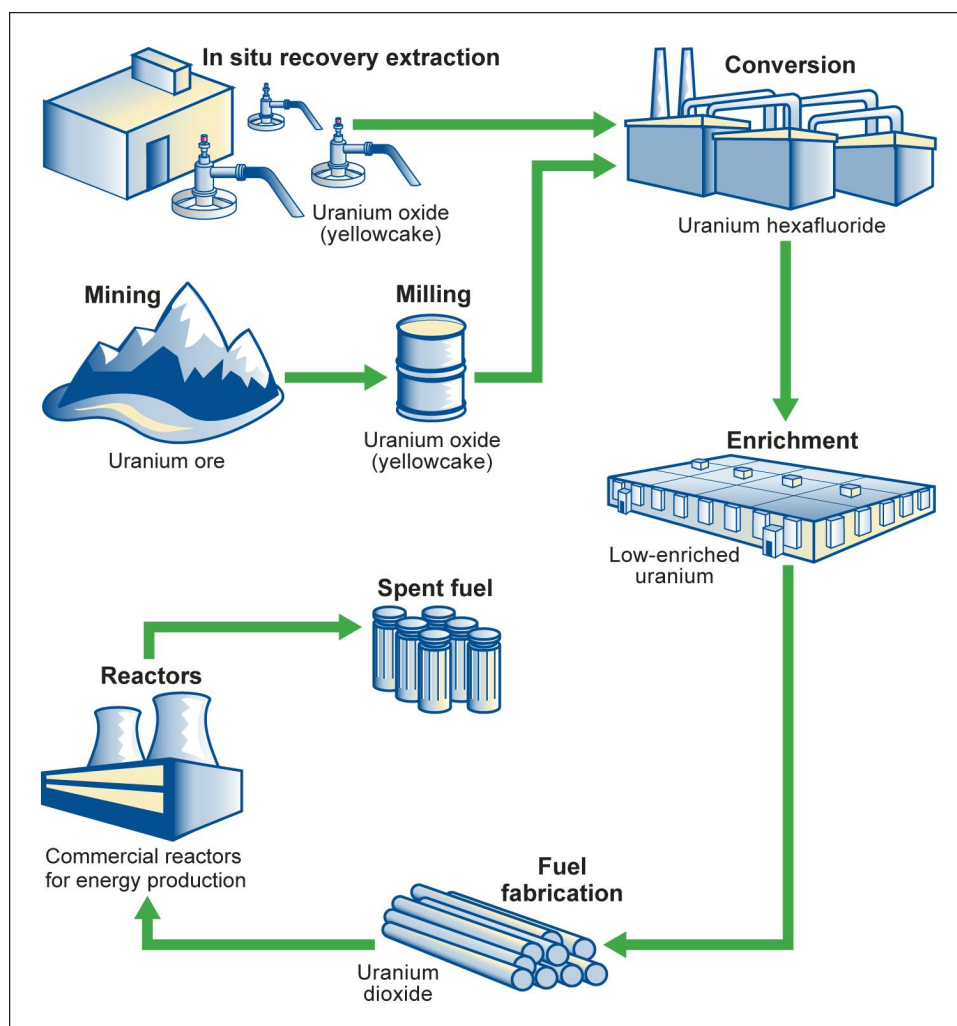 In situ recovery extraction
Uranium oxide
(yellowcake)
Conversion
Uranium hexafluoride
Mining
Uranium ore
Milling
Uranium oxide
(yellowcake)
Enrichment
Low-enriched
uranium
Spent fuel
Reactors
Commercial reactors
for energy production
Fuel
fabrication
Uranium
dioxide